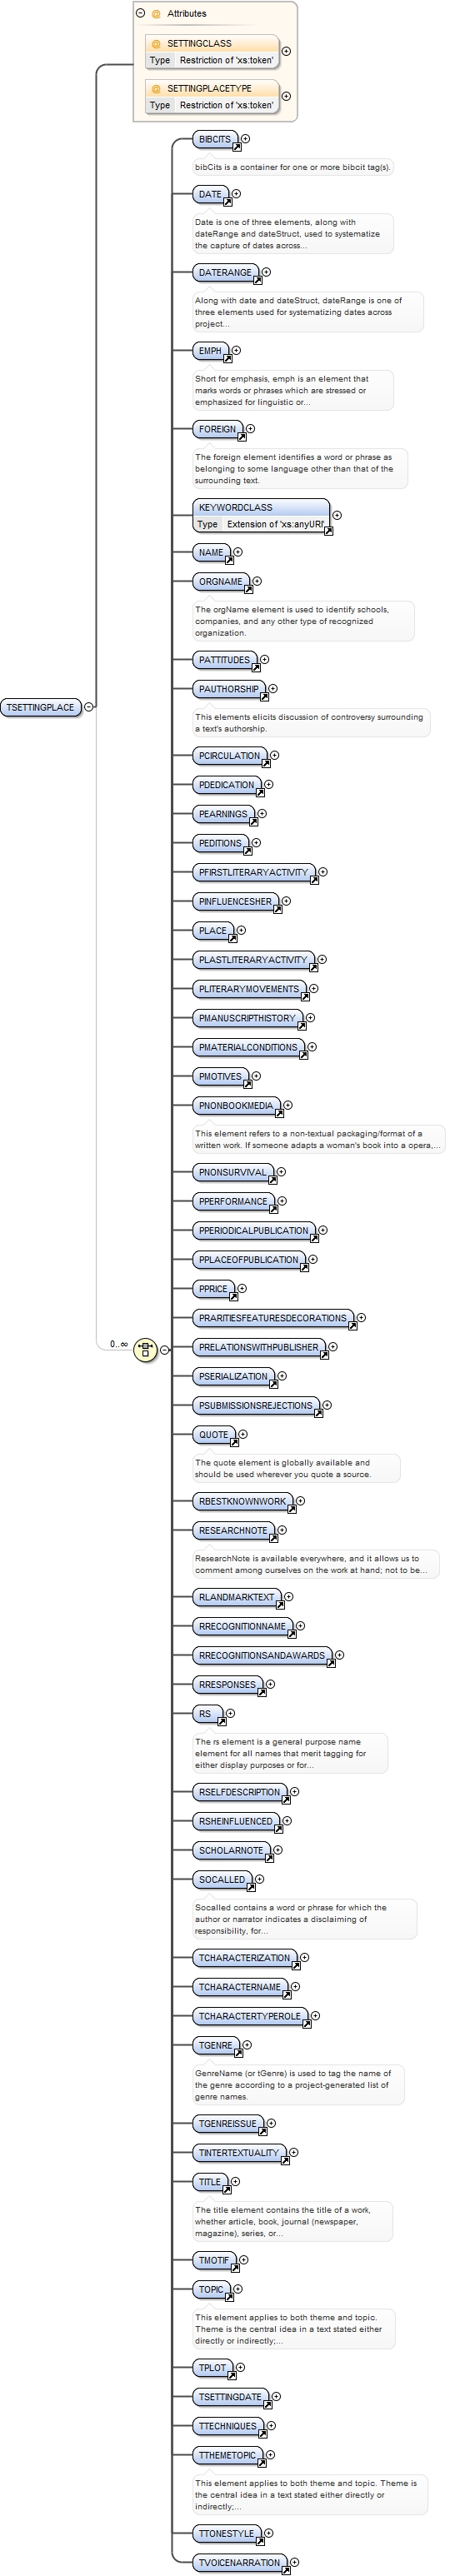 Attributes
SETTINGCLASS
Type Restriction of 'xs:token'
SETTINGPLACETYPE
Type Restriction of 'xs:token'
BIBCITS
bibCits is a container for one or more bibcit tag(s).
DATE
Date is one of three elements, along with
dateRange and dateStruct, used to systematize
the capture of dates across...
DATERANGE
Along with date and dateStruct, dateRange is one of
three elements used for systematizing dates across
project...
EMPH
Short for emphasis, emph is an element that
marks words or phrases which are stressed or
emphasized for linguistic or...
FOREIGN
The foreign element identifies a word or phrase as
belonging to some language other than that of the
surrounding text.
KEYWORDCLASS
Type Extension of 'xs:anyURI'
NAME
ORGNAME
The orgName element is used to identify schools,
companies, and any other type of recognized
organization.
PATTITUDES
PAUTHORSHIP
TSETTINGPLACE
This elements elicits discussion of controversy surrounding
a text's authorship.
PCIRCULATION
PDEDICATION
PEARNINGS
PEDITIONS
PFIRSTLITERARYACTIVITY
PINFLUENCESHER
PLACE
PLASTLITERARYACTIVITY
PLITERARYMOVEMENTS
PMANUSCRIPTHISTORY
PMATERIALCONDITIONS
PMOTIVES
PNONBOOKMEDIA
This element refers to a non-textual packaging/format of a
written work. If someone adapts a woman's book into a opera,...
PNONSURVIVAL
PPERFORMANCE
PPERIODICALPUBLICATION
PPLACEOFPUBLICATION
PPRICE
PRARITIESFEATURESDECORATIONS
0..∞
PRELATIONSWITHPUBLISHER
PSERIALIZATION
PSUBMISSIONSREJECTIONS
QUOTE
The quote element is globally available and
should be used wherever you quote a source.
RBESTKNOWNWORK
RESEARCHNOTE
ResearchNote is available everywhere, and it allows us to
comment among ourselves on the work at hand; not to be...
RLANDMARKTEXT
RRECOGNITIONNAME
RRECOGNITIONSANDAWARDS
RRESPONSES
RS
The rs element is a general purpose name
element for all names that merit tagging for
either display purposes or for...
RSELFDESCRIPTION
RSHEINFLUENCED
SCHOLARNOTE
SOCALLED
Socalled contains a word or phrase for which the
author or narrator indicates a disclaiming of
responsibility, for...
TCHARACTERIZATION
TCHARACTERNAME
TCHARACTERTYPEROLE
TGENRE
GenreName (or tGenre) is used to tag the name of
the genre according to a project-generated list of
genre names.
TGENREISSUE
TINTERTEXTUALITY
TITLE
The title element contains the title of a work,
whether article, book, journal (newspaper,
magazine), series, or...
TMOTIF
TOPIC
This element applies to both theme and topic.
Theme is the central idea in a text stated either
directly or indirectly;...
TPLOT
TSETTINGDATE
TTECHNIQUES
TTHEMETOPIC
This element applies to both theme and topic. Theme is
the central idea in a text stated either directly or
indirectly;...
TTONESTYLE
TVOICENARRATION